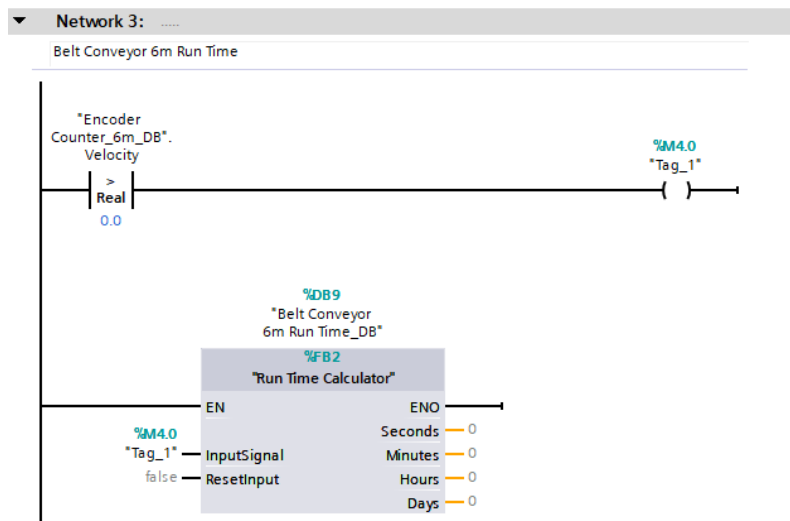 Network 3: .....
Belt Conveyor 6m Run Time
"Encoder
Counter_6m_DB".
Velocity
>
Real
0.0
%M4.0
"Tag_1"
%DB9
"Belt Conveyor
6m Run Time_DB"
%FB2
"Run Time Calculator"
EN ENO
Seconds 0
%M4.0
"Tag_1" InputSignal Minutes 0
false ResetInput Hours 0
Days 0